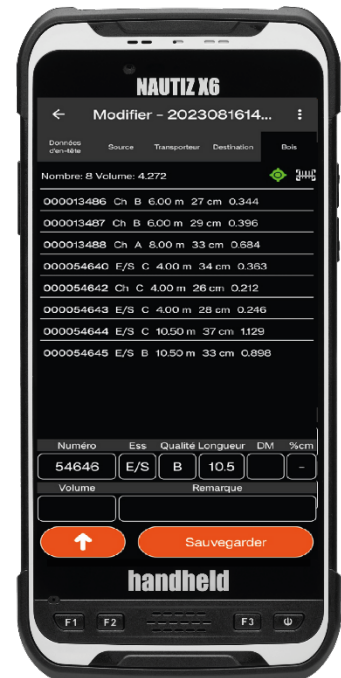 NAUTIZ X6
← Modifier - 2023081614...
Données d'en-tête Source Transporteur Destination Bois
Nombre: 8 Volume: 4.272
000013486 Ch B 6.00 m 27 cm 0.344
000013487 Ch B 6.00 m 29 cm 0.396
000013488 Ch A 8.00 m 33 cm 0.684
000054640 E/S C 4.00 m 34 cm 0.363
000054642 Ch C 4.00 m 26 cm 0.212
000054643 E/S C 4.00 m 28 cm 0.246
000054644 E/S C 10.50 m 37 cm 1.129
000054645 E/S B 10.50 m 33 cm 0.898
Numéro Ess Qualité Longueur DM %cm
54646 E/S B 10.5 -
Volume Remarque
Sauvegarder
handheld
F1 F2 F3